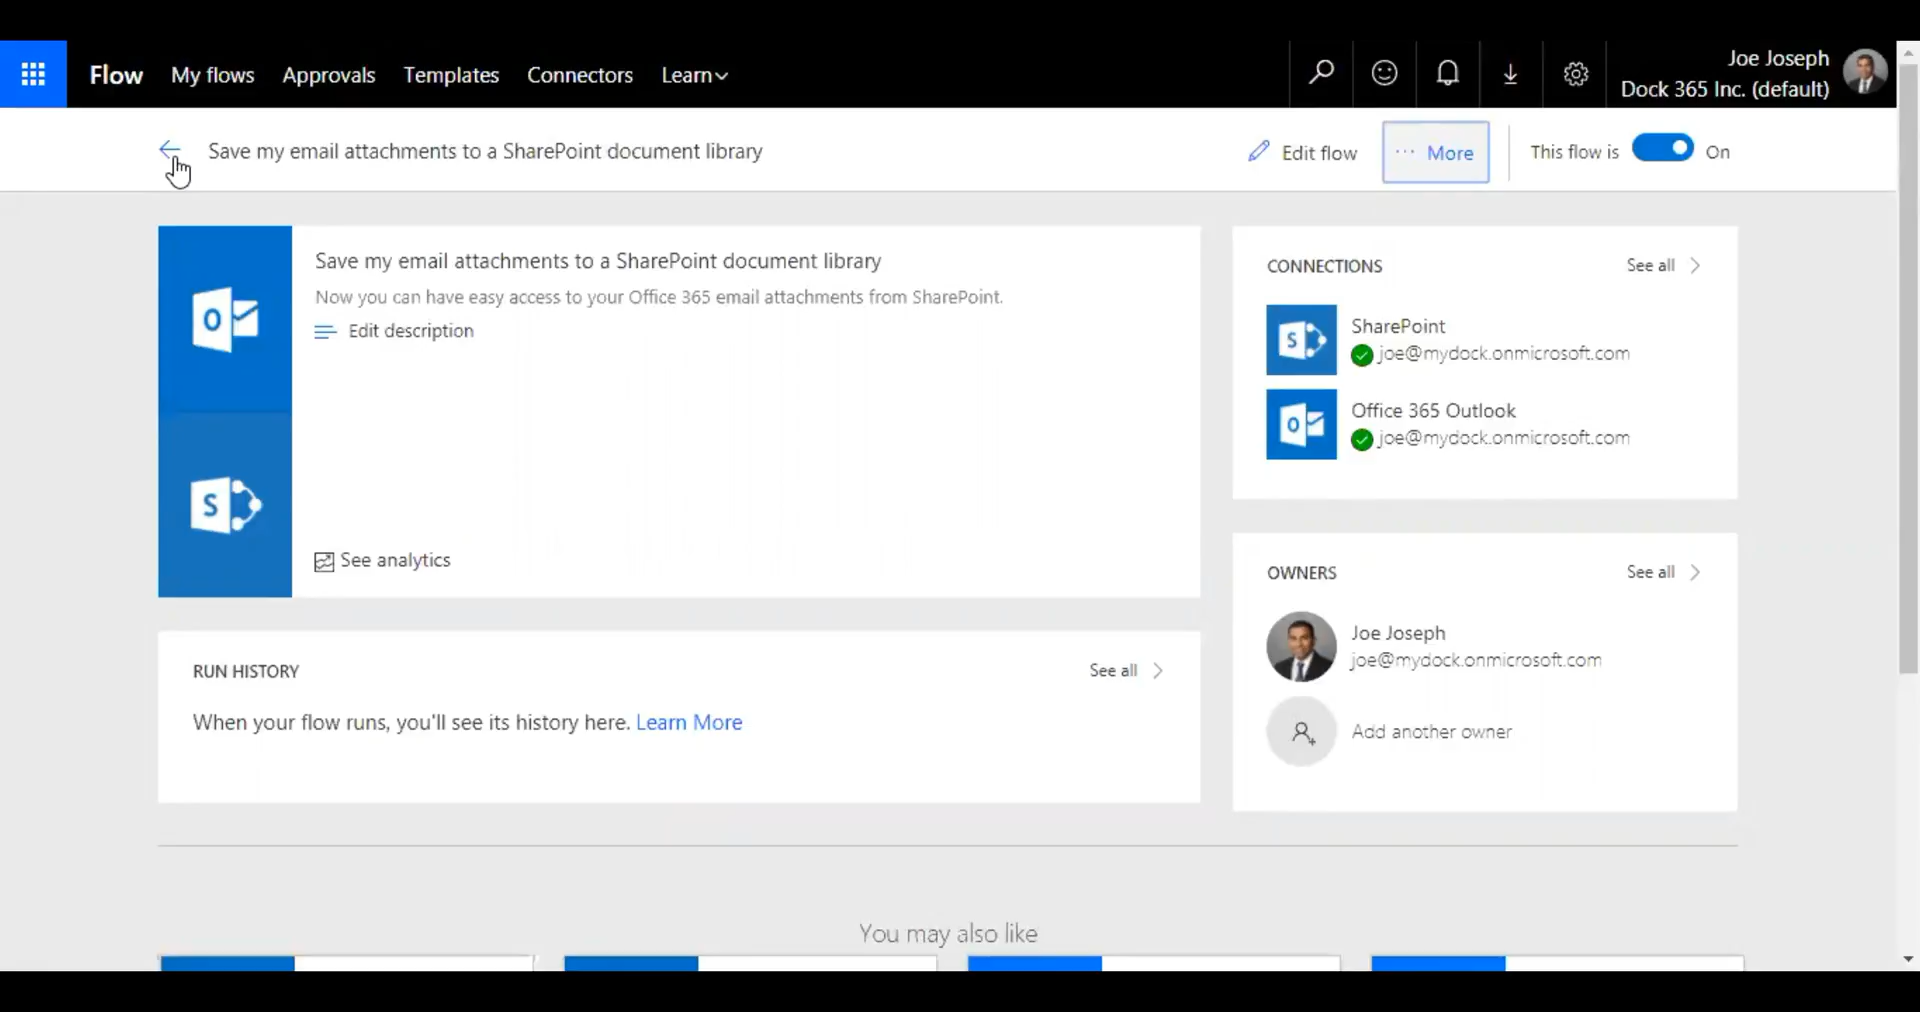 Flow My flows Approvals Templates Connectors Learn
Joe Joseph
Dock 365 Inc. (default)
Save my email attachments to a SharePoint document library
Edit flow ··· More This flow is On
Save my email attachments to a SharePoint document library
Now you can have easy access to your Office 365 email attachments from SharePoint.
Edit description
See analytics
RUN HISTORY See all
When your flow runs, you'll see its history here. Learn More
CONNECTIONS See all
SharePoint
joe@mydock.onmicrosoft.com
Office 365 Outlook
joe@mydock.onmicrosoft.com
OWNERS See all
Joe Joseph
joe@mydock.onmicrosoft.com
Add another owner
You may also like